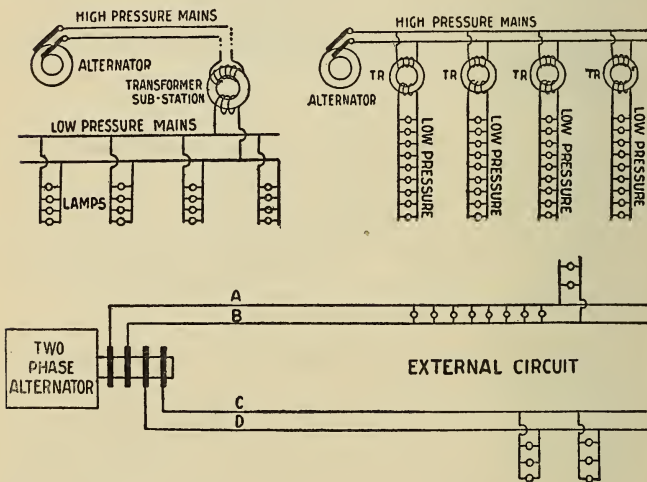 HIGH PRESSURE MAINS
ALTERNATOR
TRANSFORMER
SUB-STATION
LOW PRESSURE MAINS
LAMPS
HIGH PRESSURE MAINS
ALTERNATOR
TR
TR
TR
TR
LOW PRESSURE
LOW PRESSURE
LOW PRESSURE
LOW PRESSURE
TWO
PHASE
ALTERNATOR
A
B
EXTERNAL CIRCUIT
C
D